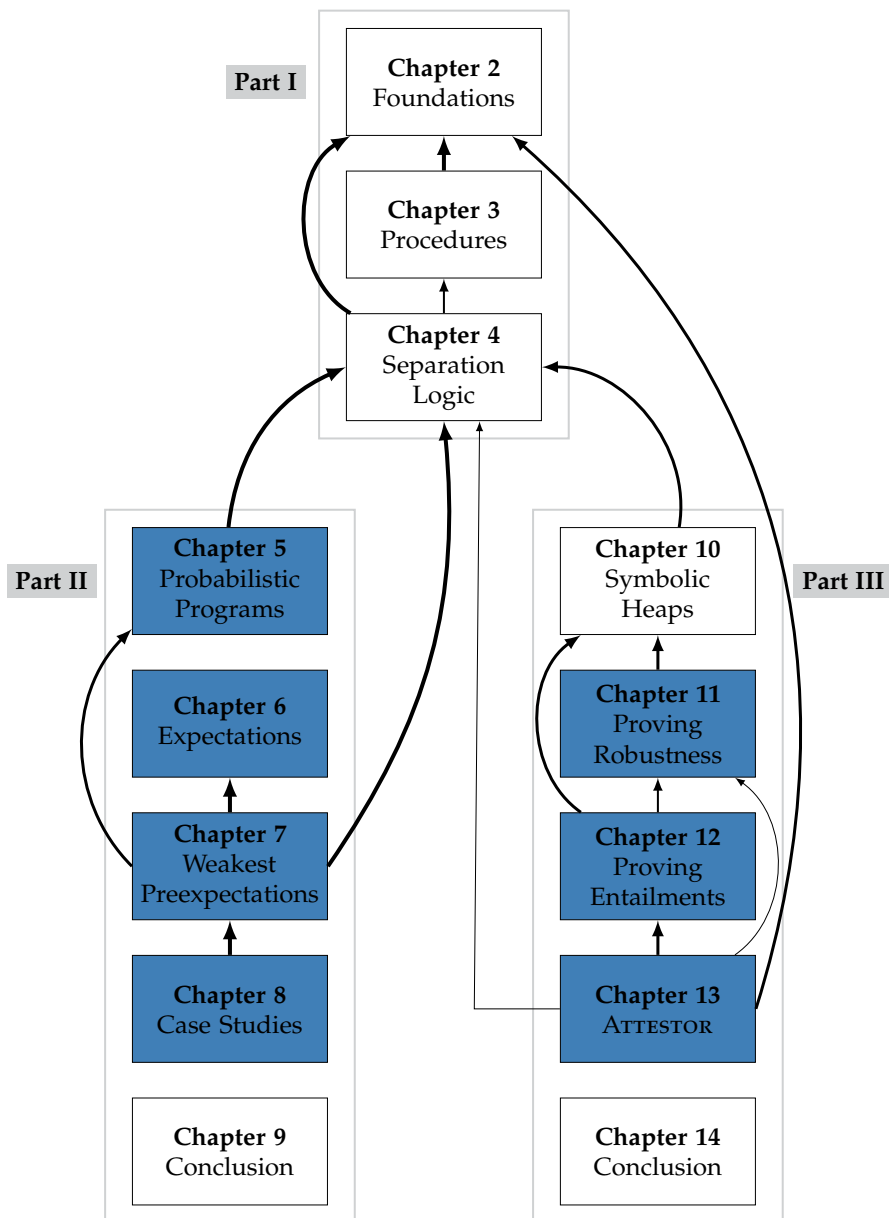 Part I
Chapter 2
Foundations
Chapter 3
Procedures
Chapter 4
Separation
Logic
Part II
Chapter 5
Probabilistic
Programs
Chapter 6
Expectations
Chapter 7
Weakest
Preexpectations
Chapter 8
Case Studies
Chapter 9
Conclusion
Part III
Chapter 10
Symbolic
Heaps
Chapter 11
Proving
Robustness
Chapter 12
Proving
Entailments
Chapter 13
ATTESTOR
Chapter 14
Conclusion